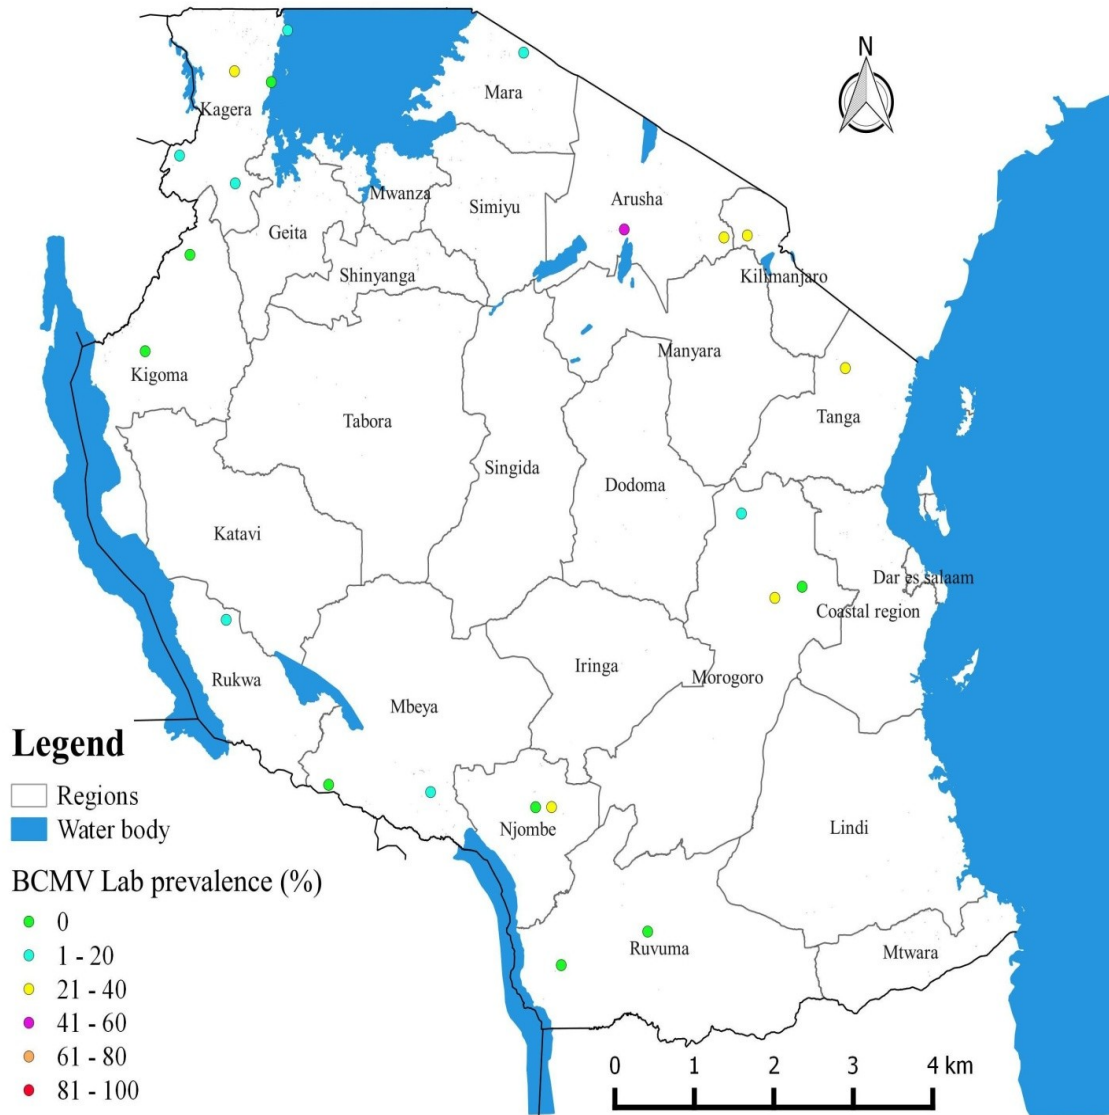 N
Mara
Kagera
Mwanza
Simiyu
Arusha
Geita
Shinyanga
Kilimanjaro
Manyara
Kigoma
Tabora
Tanga
Singida
Dodoma
Katavi
Dar es salaam
Coastal region
Iringa
Rukwa
Morogoro
Mbeya
Njombe
Lindi
Ruvuma
Mtwara
Legend
Regions
Water body
BCMV Lab prevalence (%)
0
1 - 20
21 - 40
41 - 60
61 - 80
81 - 100
0 1 2 3 4 km